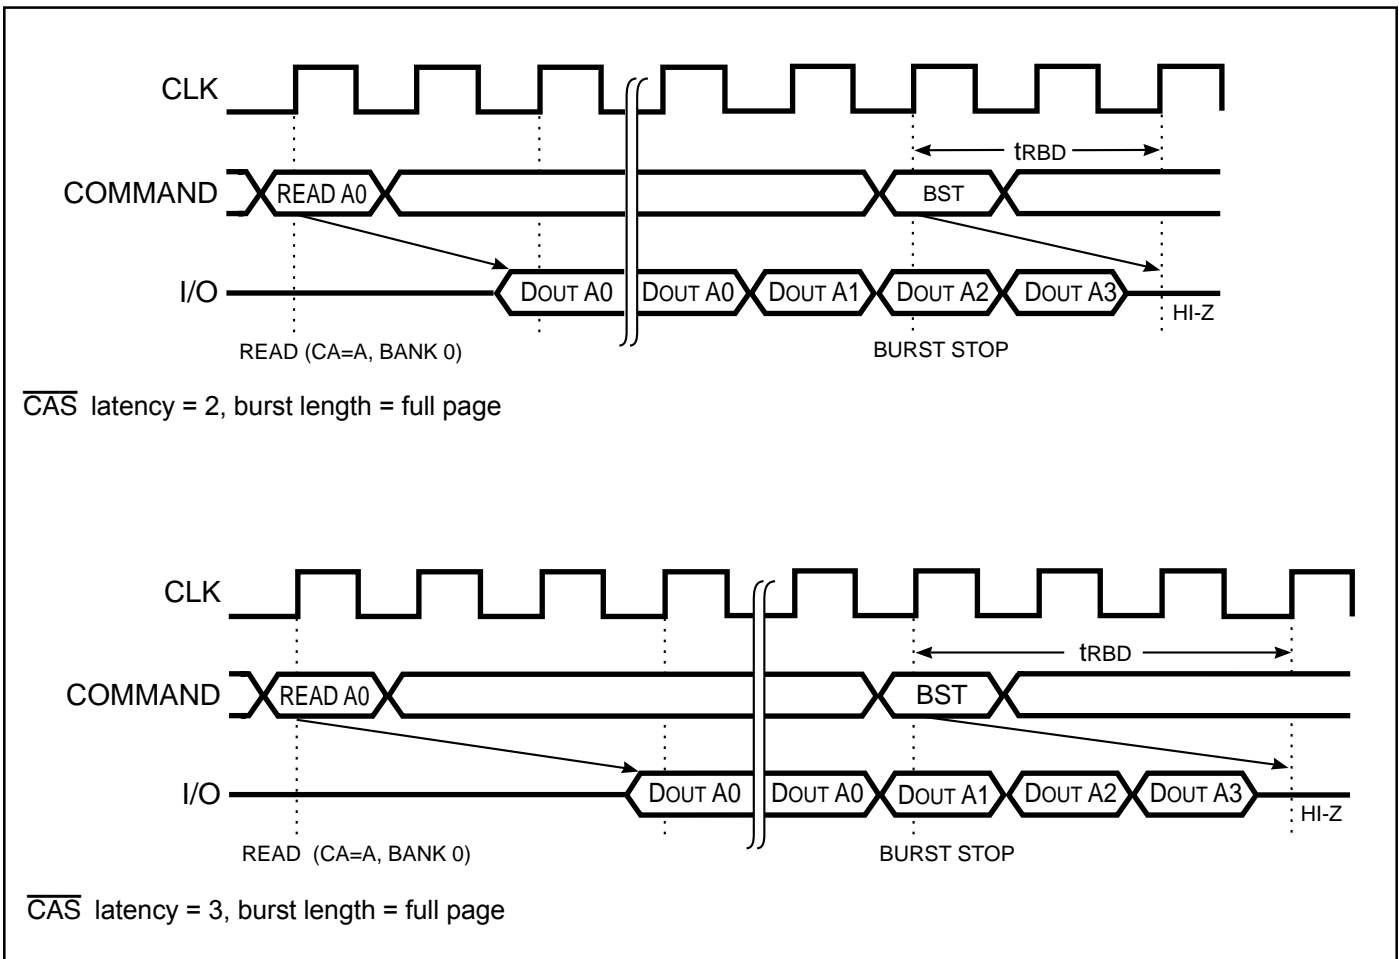 CLK
tRBD
COMMAND
READ A0
BST
I/O
DOUT A0
DOUT A0
DOUT A1
DOUT A2
DOUT A3
HI-Z
READ (CA=A, BANK 0)
BURST STOP
CAS latency = 2, burst length = full page
CLK
tRBD
COMMAND
READ A0
BST
I/O
DOUT A0
DOUT A0
DOUT A1
DOUT A2
DOUT A3
HI-Z
READ (CA=A, BANK 0)
BURST STOP
CAS latency = 3, burst length = full page